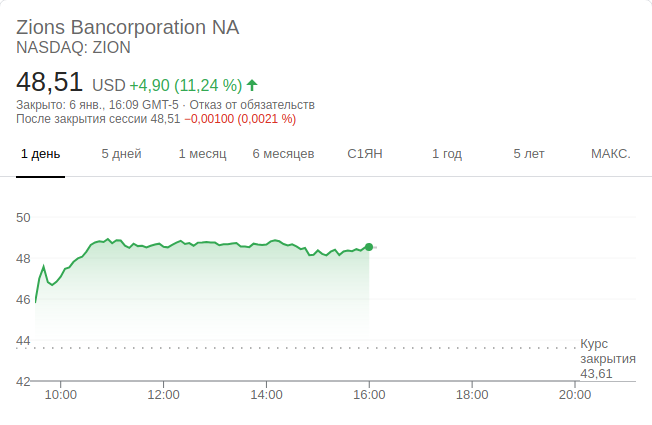 Zions Bancorporation NA
NASDAQ: ZION
48,51 USD +4,90 (11,24 %)
Закрыто: 6 янв., 16:09 GMT-5 · Отказ от обязательств
После закрытия сессии 48,51 −0,00100 (0,0021 %)
1 день 5 дней 1 месяц 6 месяцев С1ЯН 1 год 5 лет МАКС.
50
48
46
44
Курс
закрытия
43,61
42
10:00 12:00 14:00 16:00 18:00 20:00